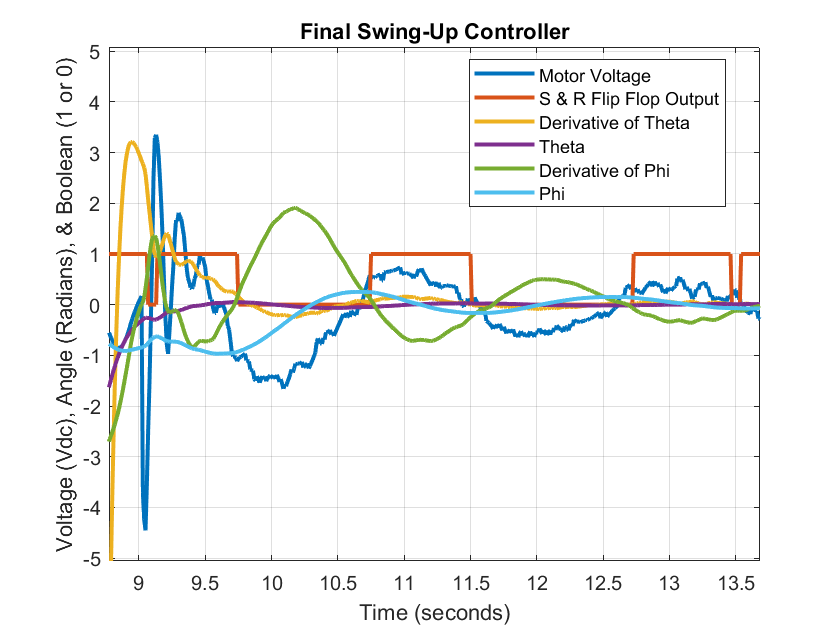 Final Swing-Up Controller
Voltage (Vdc), Angle (Radians), & Boolean (1 or 0)
5
4
3
2
1
0
-1
-2
-3
-4
-5
Motor Voltage
S & R Flip Flop Output
Derivative of Theta
Theta
Derivative of Phi
Phi
9 9.5 10 10.5 11 11.5 12 12.5 13 13.5
Time (seconds)